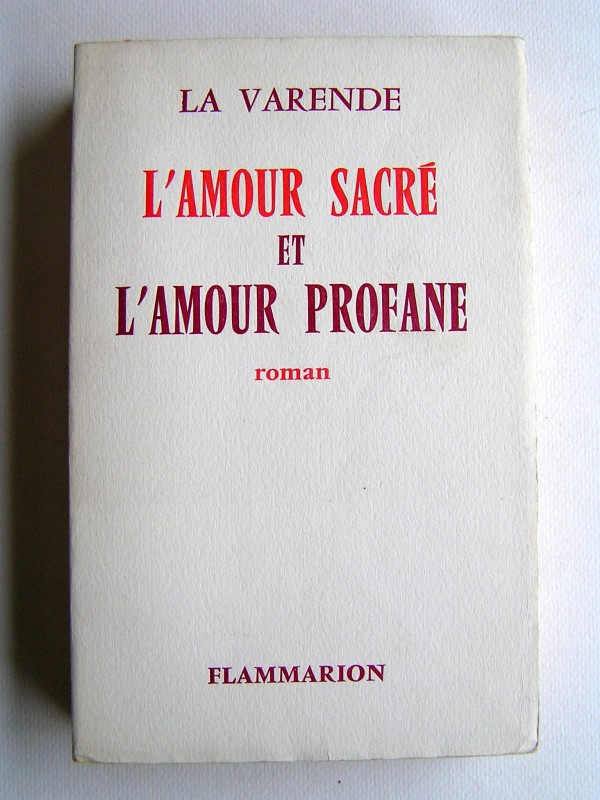 LA VARENDE
L'AMOUR SACRÉ
ET
L'AMOUR PROFANE
roman
FLAMMARION